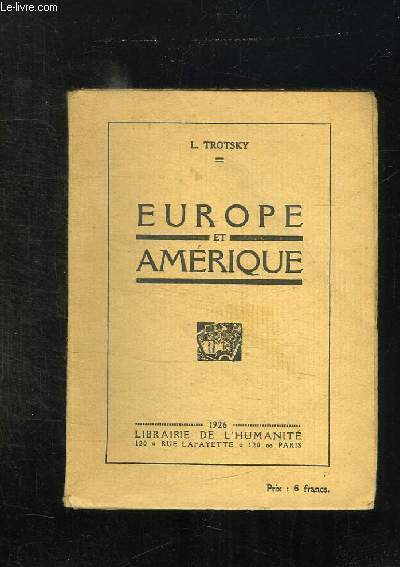 Le-livre.com
L. TROTSKY
EUROPE
ET
AMÉRIQUE
1926
LIBRAIRIE DE L'HUMANITÉ
120 RUE LAFAYETTE 120 PARIS
Prix : 6 francs.